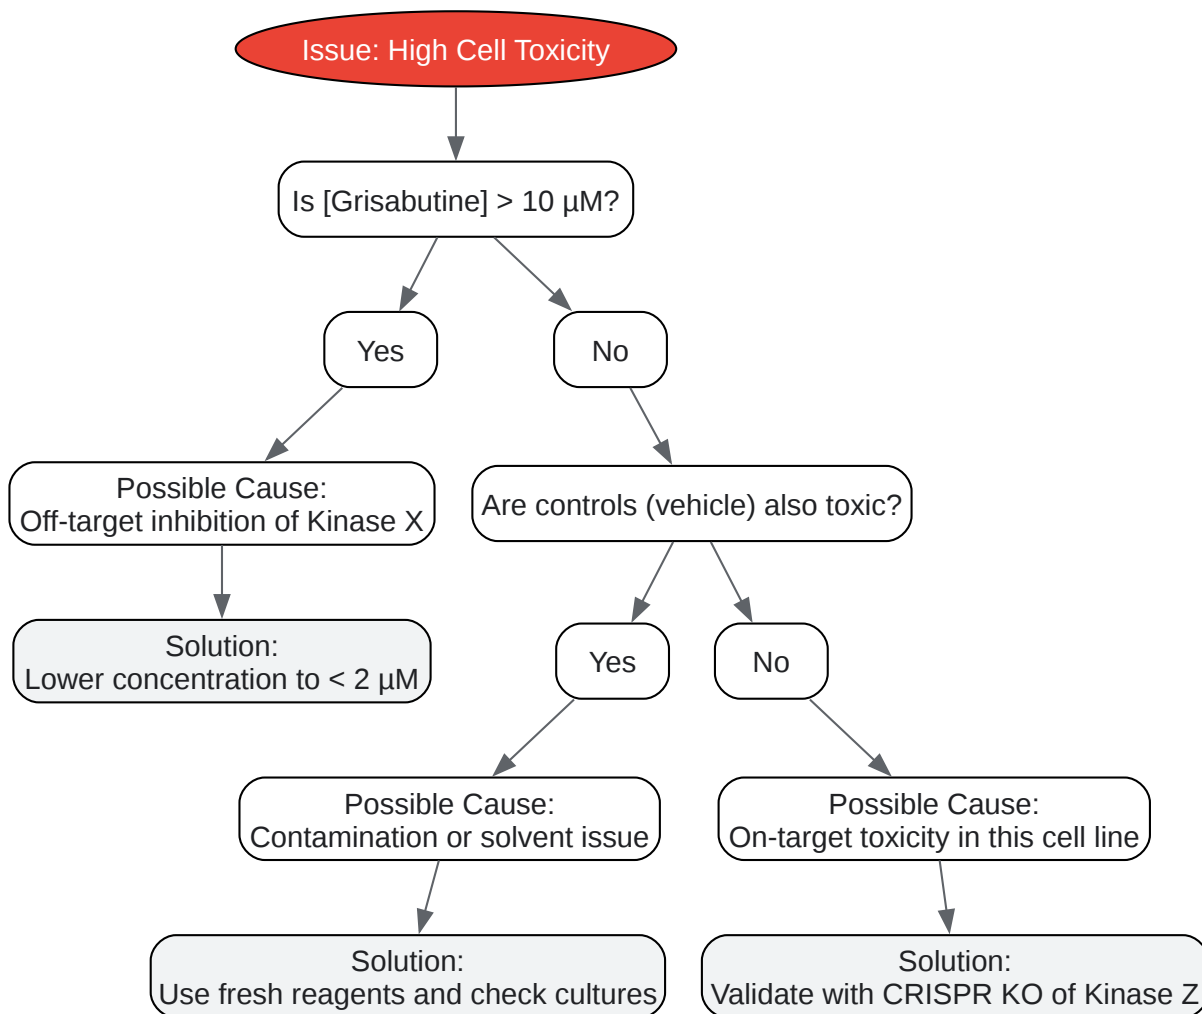 Issue: High Cell Toxicity
Is [Grisabutine] > 10 µM?
Yes
No
Possible Cause:
Off-target inhibition of Kinase X
Are controls (vehicle) also toxic?
Solution:
Lower concentration to < 2 µM
Yes
No
Possible Cause:
Contamination or solvent issue
Possible Cause:
On-target toxicity in this cell line
Solution:
Use fresh reagents and check cultures
Solution:
Validate with CRISPR KO of Kinase Z